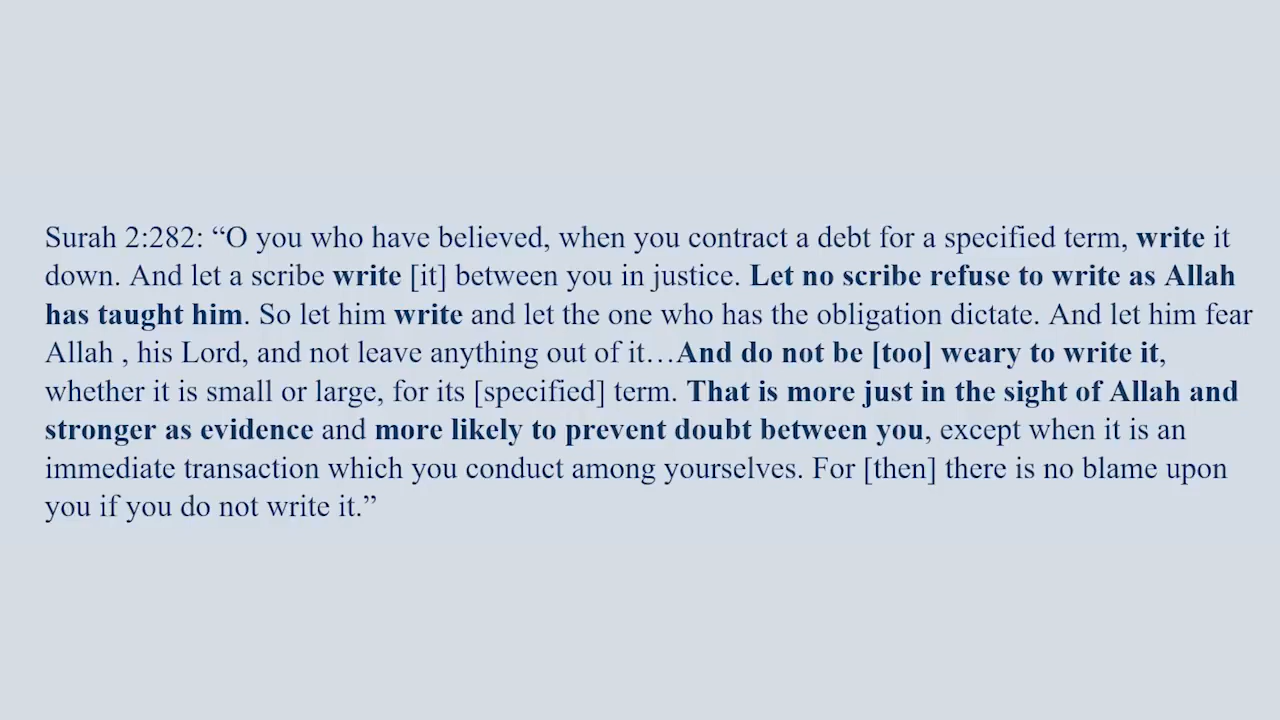 Surah 2:282: “O you who have believed, when you contract a debt for a specified term, write it
down. And let a scribe write [it] between you in justice. Let no scribe refuse to write as Allah
has taught him. So let him write and let the one who has the obligation dictate. And let him fear
Allah , his Lord, and not leave anything out of it…And do not be [too] weary to write it,
whether it is small or large, for its [specified] term. That is more just in the sight of Allah and
stronger as evidence and more likely to prevent doubt between you, except when it is an
immediate transaction which you conduct among yourselves. For [then] there is no blame upon
you if you do not write it.”